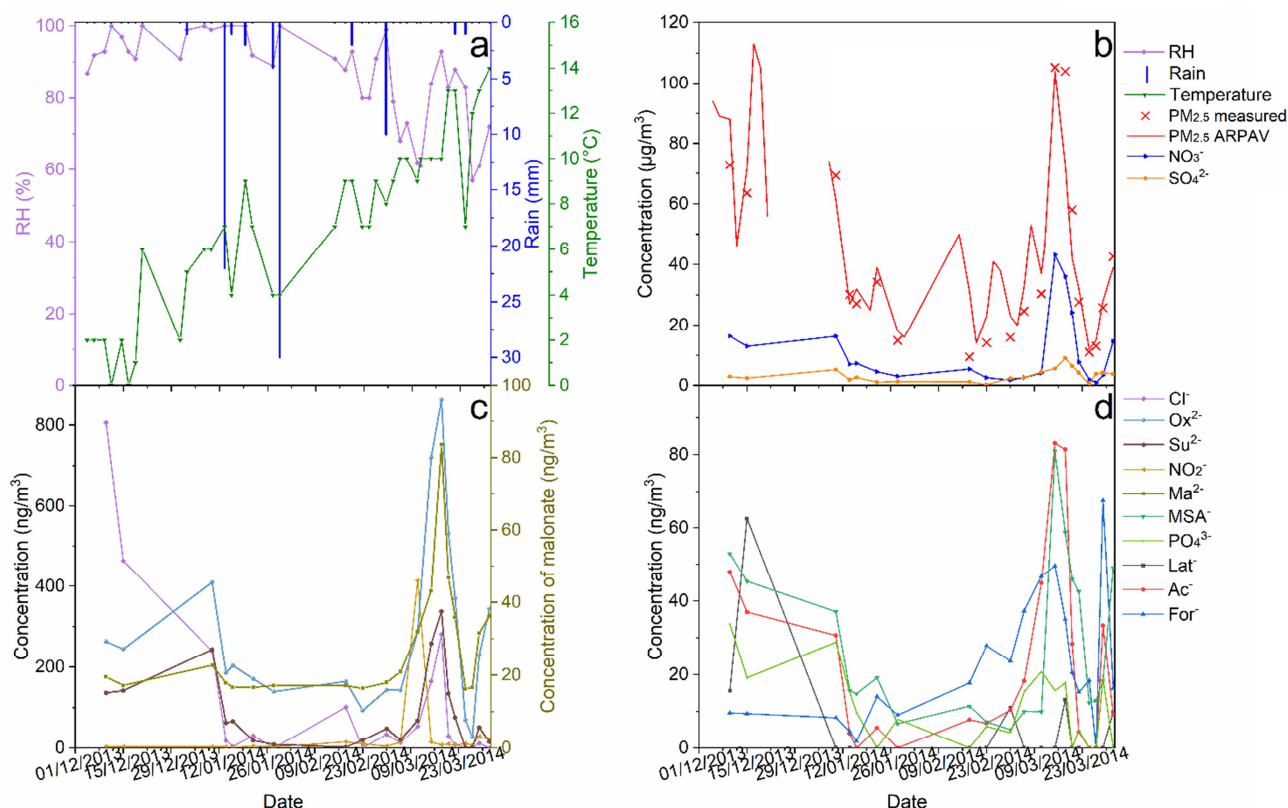 a
100
80
60
40
20
0
RH (%)
0
5
10
15
20
25
30
Rain (mm)
16
14
12
10
8
6
4
2
0
Temperature (°C)
b
120
100
80
60
40
20
0
Concentration (µg/m³)
RH
Rain
Temperature
PM₂.₅ measured
PM₂.₅ ARPAV
NO₃⁻
SO₄²⁻
c
800
600
400
200
0
Concentration (ng/m³)
100
80
60
40
20
0
Concentration of malonate (ng/m³)
01/12/2013
15/12/2013
29/12/2013
12/01/2014
26/01/2014
09/02/2014
23/02/2014
09/03/2014
23/03/2014
Date
d
80
60
40
20
0
Concentration (ng/m³)
01/12/2013
15/12/2013
29/12/2013
12/01/2014
26/01/2014
09/02/2014
23/02/2014
09/03/2014
23/03/2014
Date
Cl⁻
Ox²⁻
Su²⁻
NO₂⁻
Ma²⁻
MSA⁻
PO₄³⁻
Lat⁻
Ac⁻
For⁻